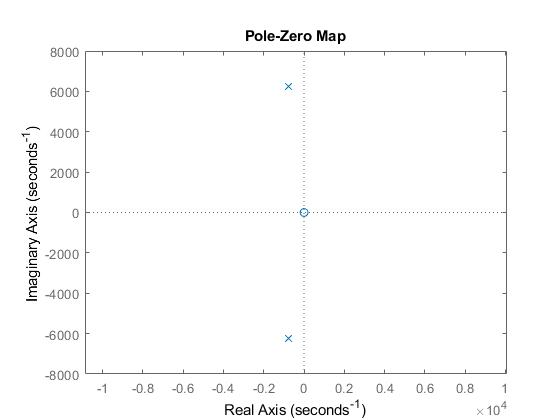 Pole-Zero Map
8000
6000
4000
2000
0
-2000
-4000
-6000
-8000
Imaginary Axis (seconds⁻¹)
-1 -0.8 -0.6 -0.4 -0.2 0 0.2 0.4 0.6 0.8 1
Real Axis (seconds⁻¹)
×10⁴